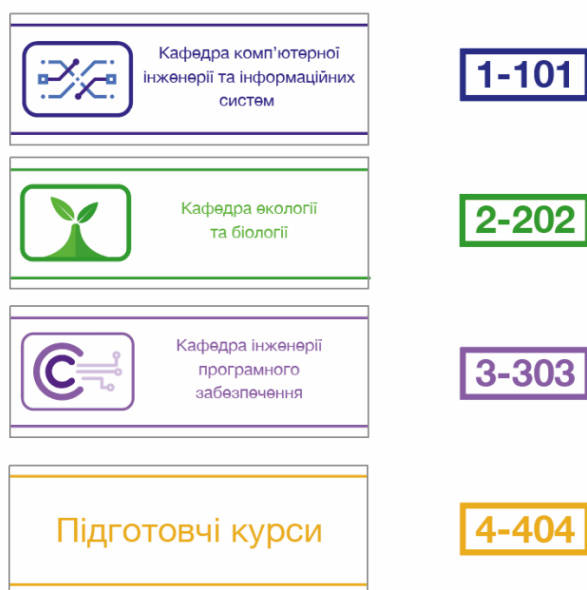 Кафедра комп’ютерної
інженерії та інформаційних
систем
1-101
Кафедра екології
та біології
2-202
Кафедра інженерії
програмного
забезпечення
3-303
Підготовчі курси
4-404